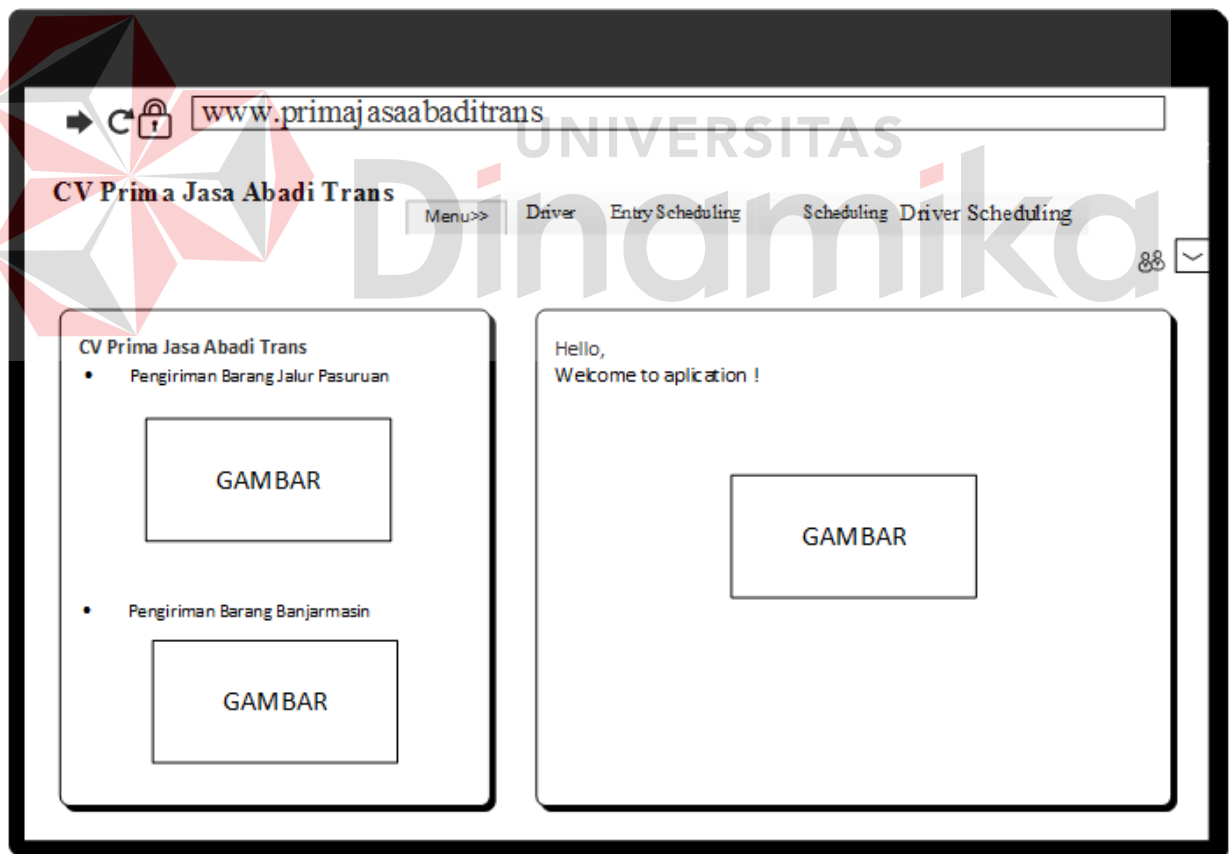 www.primajasaabaditrans
UNIVERSITAS
Dinamika
CV Prima Jasa Abadi Trans
Menu>> Driver Entry Scheduling Scheduling Driver Scheduling
CV Prima Jasa Abadi Trans
• Pengiriman Barang Jalur Pasuruan
GAMBAR
• Pengiriman Barang Banjarmasin
GAMBAR
Hello,
Welcome to aplication !
GAMBAR